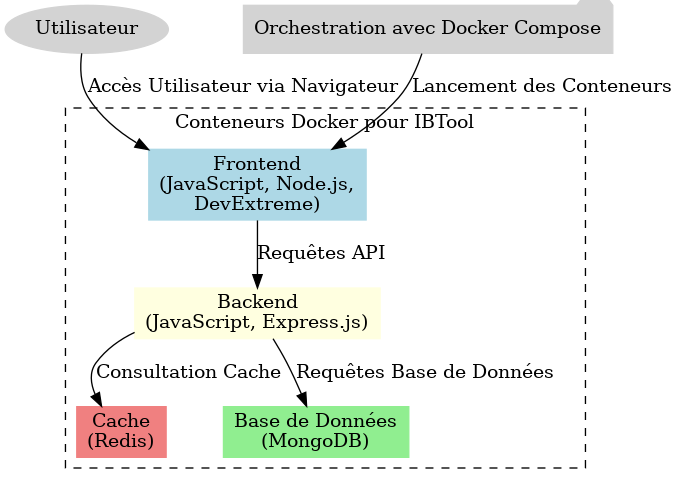 Utilisateur
Orchestration avec Docker Compose
Accès Utilisateur via Navigateur
Lancement des Conteneurs
Conteneurs Docker pour IBTool
Frontend
(JavaScript, Node.js,
DevExtreme)
Requêtes API
Backend
(JavaScript, Express.js)
Consultation Cache
Requêtes Base de Données
Cache
(Redis)
Base de Données
(MongoDB)